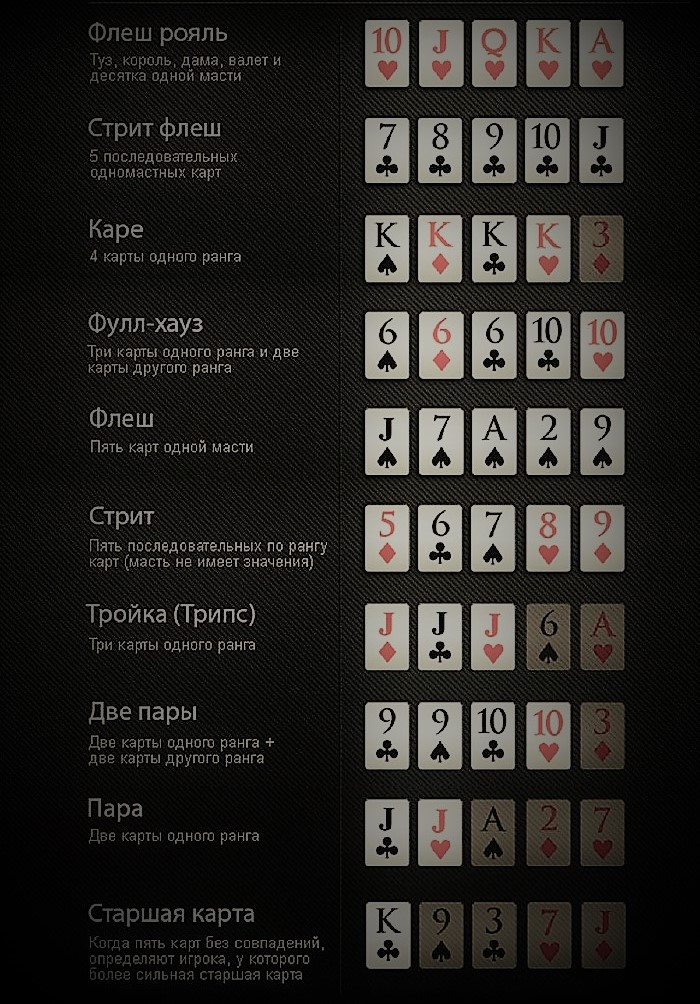 Флеш рояль
Туз, король, дама, валет и
десятка одной масти
10 J Q K A
Стрит флеш
5 последовательных
одномастных карт
7 8 9 10 J
Каре
4 карты одного ранга
K K K K 3
Фулл-хауз
Три карты одного ранга и две
карты другого ранга
6 6 6 10 10
Флеш
Пять карт одной масти
J 7 A 2 9
Стрит
Пять последовательных по рангу
карт (масть не имеет значения)
5 6 7 8 9
Тройка (Трипс)
Три карты одного ранга
J J J 6 A
Две пары
Две карты одного ранга +
две карты другого ранга
9 9 10 10 3
Пара
Две карты одного ранга
J J A 2 7
Старшая карта
Когда пять карт без совпадений,
определяют игрока, у которого
более сильная старшая карта
K 9 3 7 J